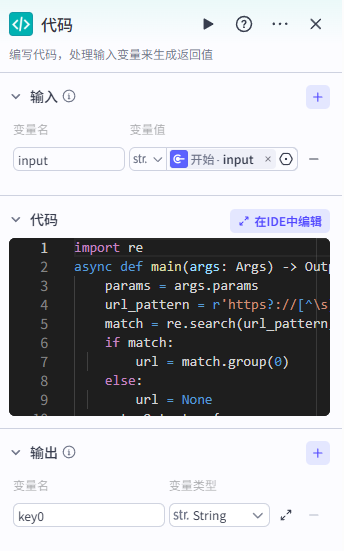 代码
编写代码，处理输入变量来生成返回值
输入
变量名 变量值
input str. 开始 - input
代码 在IDE中编辑
1 import re
2 async def main(args: Args) -> Outp
3 params = args.params
4 url_pattern = r'https?://[^\s
5 match = re.search(url_pattern,
6 if match:
7 url = match.group(0)
8 else:
9 url = None
输出
变量名 变量类型
key0 str. String